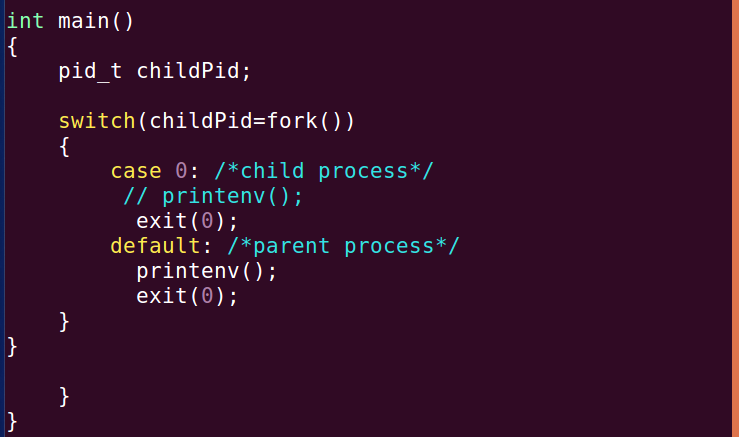 int main()
{
    pid_t childPid;

    switch(childPid=fork())
    {
        case 0: /*child process*/
         // printenv();
          exit(0);
        default: /*parent process*/
          printenv();
          exit(0);
    }
}

    }
}